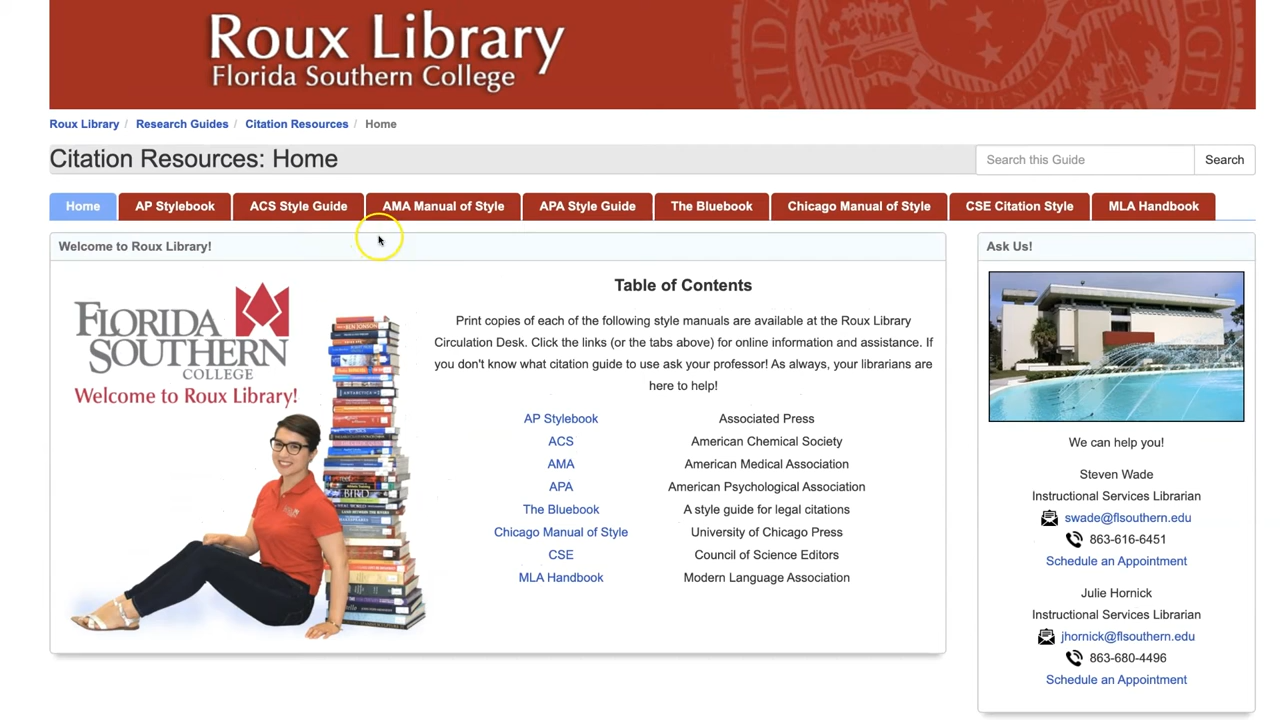 Roux Library
Florida Southern College
LEX
Roux Library / Research Guides / Citation Resources / Home
Citation Resources: Home
Search this Guide
Search
Home
AP Stylebook
ACS Style Guide
AMA Manual of Style
APA Style Guide
The Bluebook
Chicago Manual of Style
CSE Citation Style
MLA Handbook
Welcome to Roux Library!
FLORIDA
SOUTHERN
COLLEGE
Welcome to Roux Library!
BIRD
Table of Contents
Print copies of each of the following style manuals are available at the Roux Library
Circulation Desk. Click the links (or the tabs above) for online information and assistance. If
you don't know what citation guide to use ask your professor! As always, your librarians are
here to help!
AP Stylebook Associated Press
ACS American Chemical Society
AMA American Medical Association
APA American Psychological Association
The Bluebook A style guide for legal citations
Chicago Manual of Style University of Chicago Press
CSE Council of Science Editors
MLA Handbook Modern Language Association
Ask Us!
We can help you!
Steven Wade
Instructional Services Librarian
swade@flsouthern.edu
863-616-6451
Schedule an Appointment
Julie Hornick
Instructional Services Librarian
jhornick@flsouthern.edu
863-680-4496
Schedule an Appointment